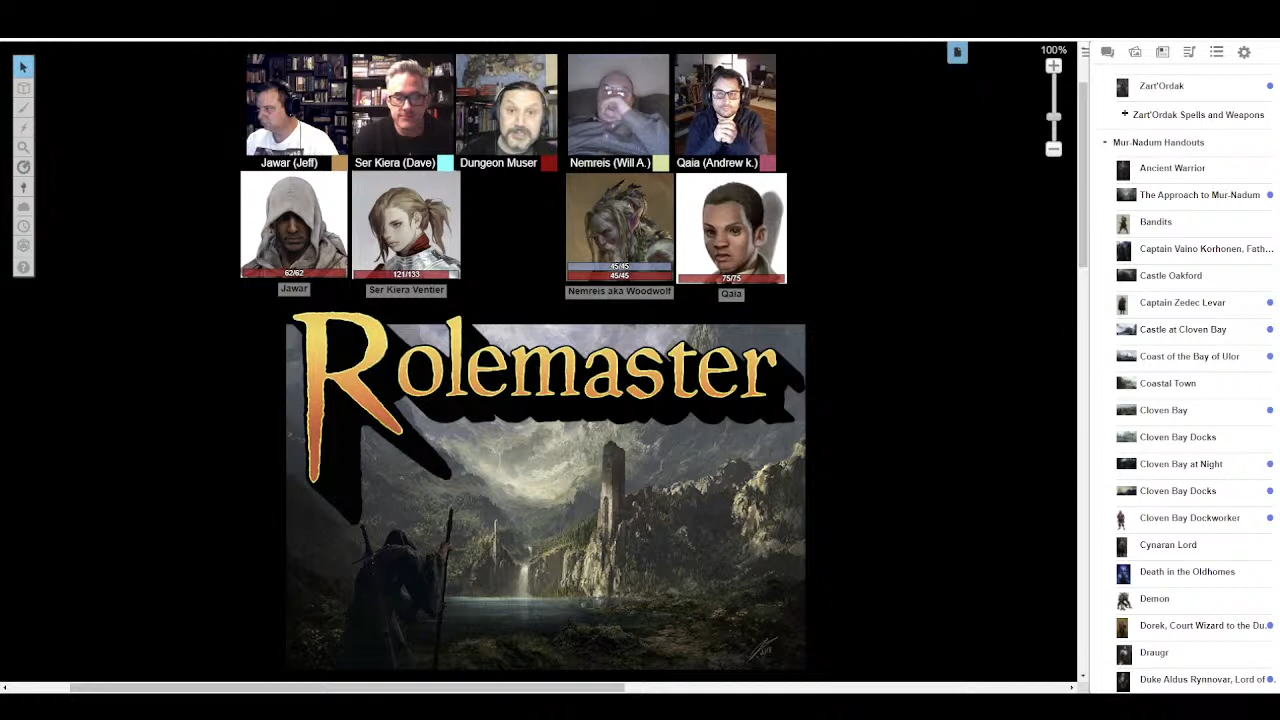 100%
Jawar (Jeff)
Ser Kiera (Dave)
Dungeon Muser
Nemreis (Will A.)
Qaia (Andrew k.)
62/62
121/133
45/45
45/45
75/75
Jawar
Ser Kiera Ventier
Nemreis aka Woodwolf
Qaia
Rolemaster
Zart'Ordak
Zart'Ordak Spells and Weapons
Mur-Nadum Handouts
Ancient Warrior
The Approach to Mur-Nadum
Bandits
Captain Vaino Korhonen, Fath...
Castle Oakford
Captain Zedec Levar
Castle at Cloven Bay
Coast of the Bay of Ulor
Coastal Town
Cloven Bay
Cloven Bay Docks
Cloven Bay at Night
Cloven Bay Docks
Cloven Bay Dockworker
Cynaran Lord
Death in the Oldhomes
Demon
Dorek, Court Wizard to the Du...
Draugr
Duke Aldus Rynnovar, Lord of ...